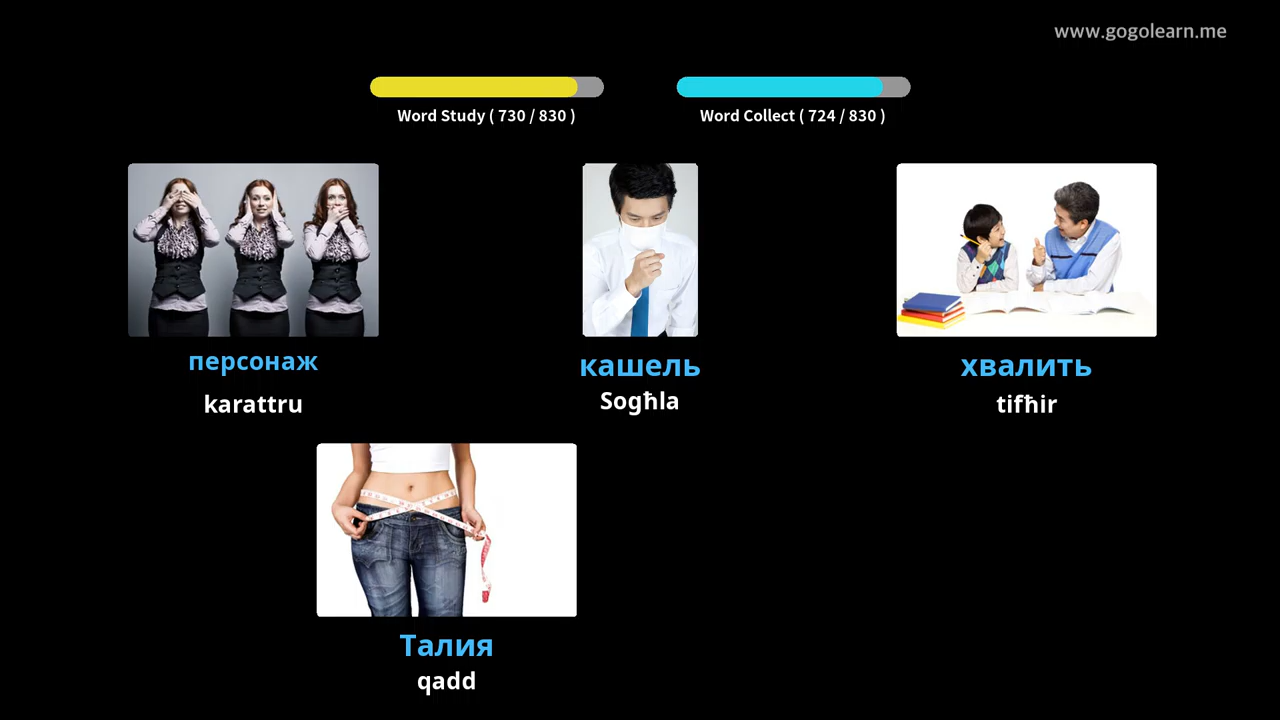 www.gogolearn.me
Word Study ( 730 / 830 )
Word Collect ( 724 / 830 )
персонаж
karattru
кашель
Sogħla
хвалить
tifħir
Талия
qadd